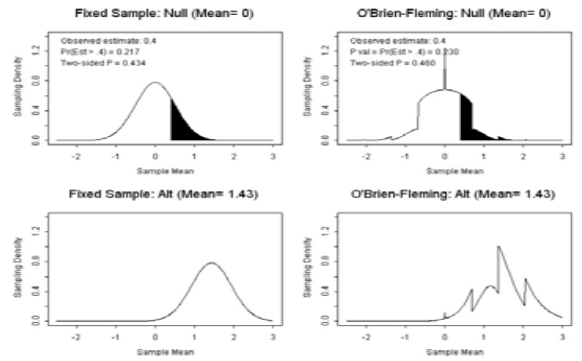 Fixed Sample: Null (Mean= 0)
Observed estimate: 0.4
Pr(Est > .4) = 0.217
Two-sided P = 0.434
Sampling Density
0.0 0.4 0.8 1.2
-2 -1 0 1 2 3
Sample Mean
O'Brien-Fleming: Null (Mean= 0)
Observed estimate: 0.4
P val = Pr(Est > .4) = 0.230
Two-sided P = 0.460
Sampling Density
0.0 0.4 0.8 1.2
-2 -1 0 1 2 3
Sample Mean
Fixed Sample: Alt (Mean= 1.43)
Sampling Density
0.0 0.4 0.8 1.2
-2 -1 0 1 2 3
Sample Mean
O'Brien-Fleming: Alt (Mean= 1.43)
Sampling Density
0.0 0.4 0.8 1.2
-2 -1 0 1 2 3
Sample Mean